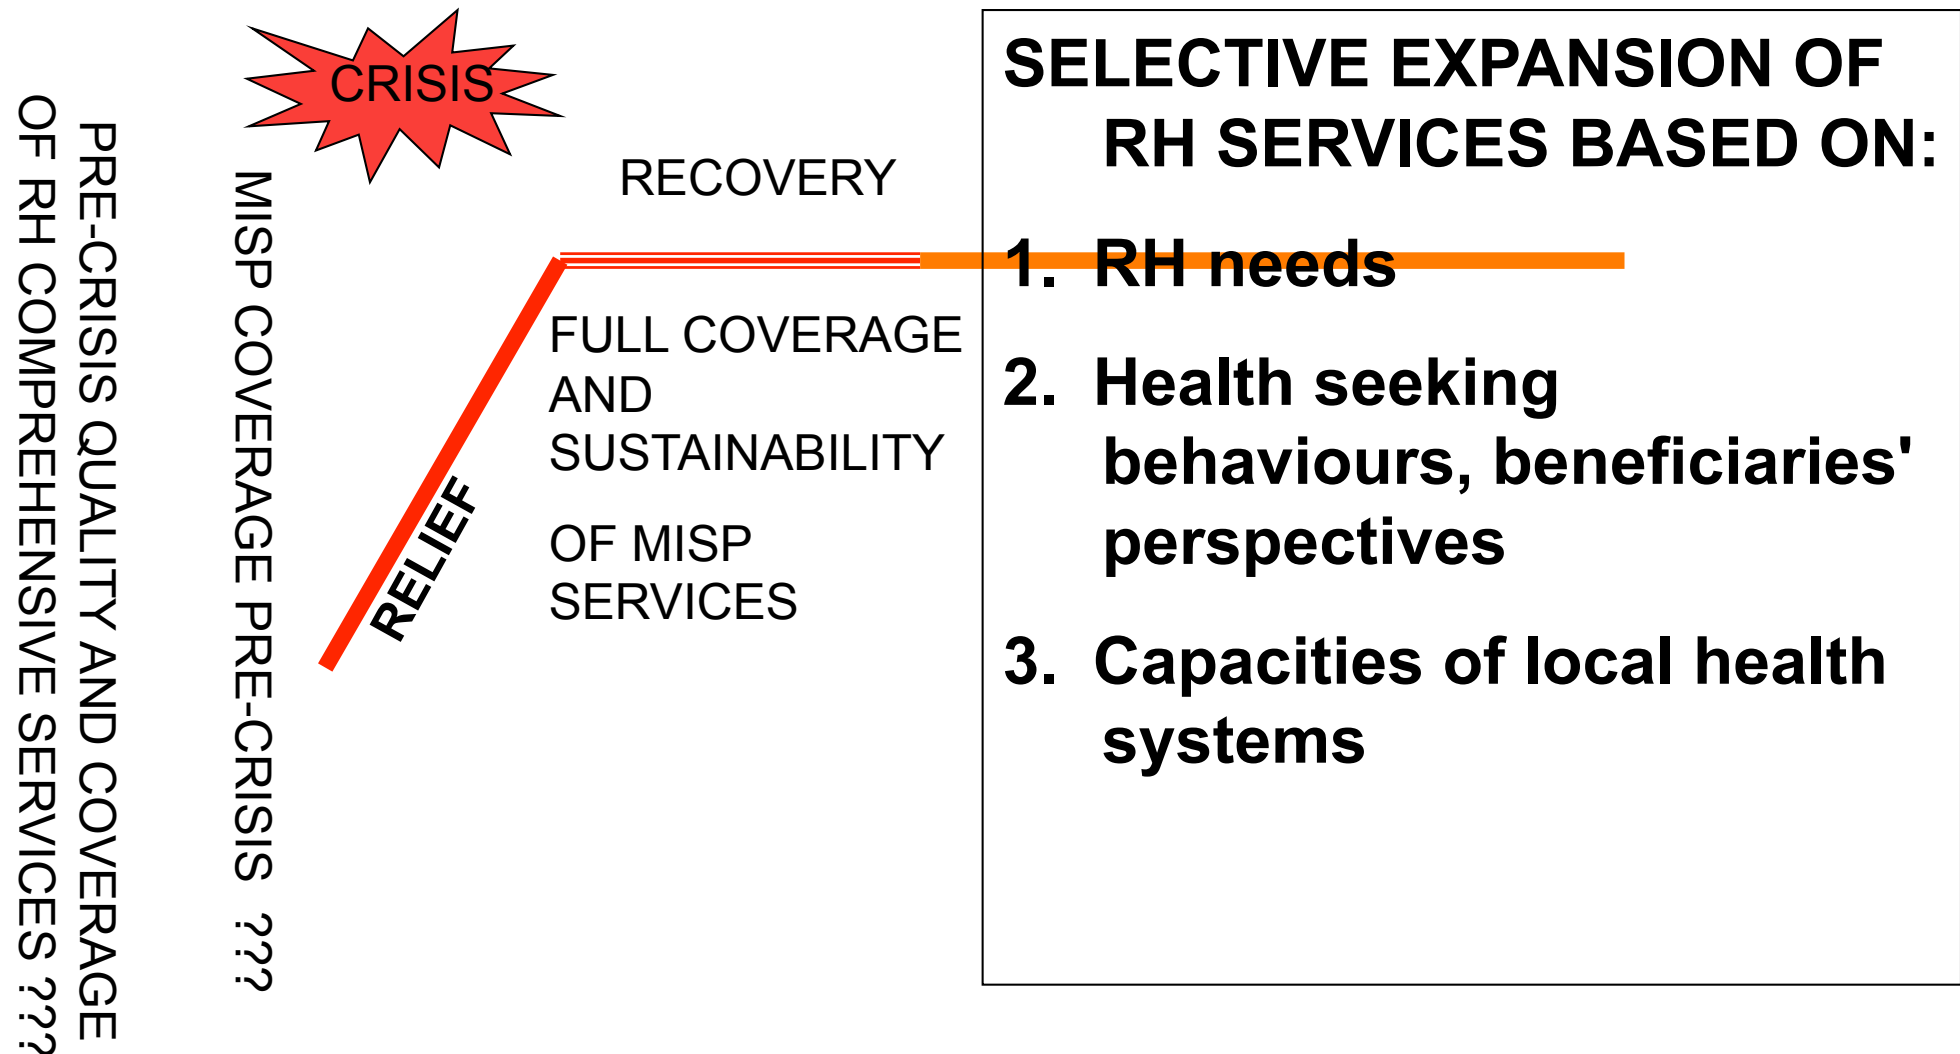 PRE-CRISIS QUALITY AND COVERAGE
OF RH COMPREHENSIVE SERVICES ???
MISP COVERAGE PRE-CRISIS ???
CRISIS
RELIEF
RECOVERY
FULL COVERAGE
AND
SUSTAINABILITY
OF MISP
SERVICES
SELECTIVE EXPANSION OF
RH SERVICES BASED ON:
1. RH needs
2. Health seeking
behaviours, beneficiaries'
perspectives
3. Capacities of local health
systems